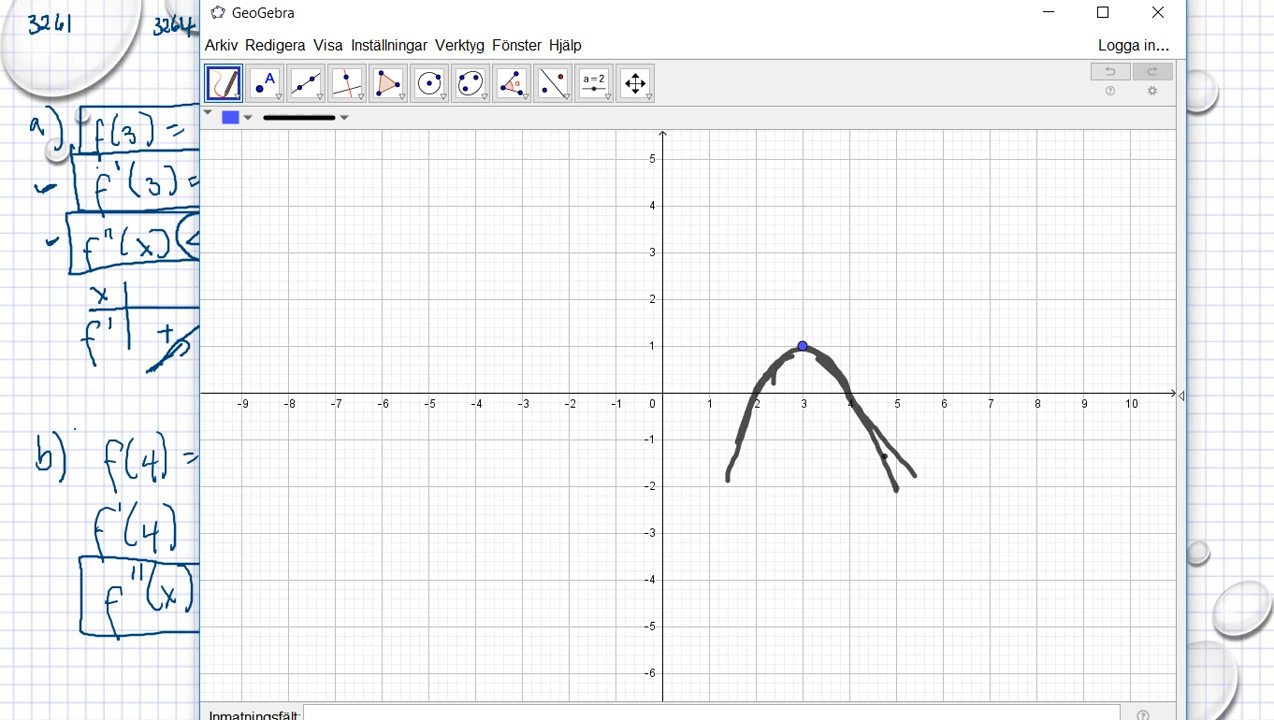 3261 3264
GeoGebra
Arkiv Redigera Visa Inställningar Verktyg Fönster Hjälp Logga in...
A α a=2
a) f(3) =
f'(3) =
f''(x) <
x
f' +
b) f(4) =
f'(4)
f''(x)
5
4
3
2
1
-9 -8 -7 -6 -5 -4 -3 -2 -1 0 1 2 3 4 5 6 7 8 9 10
-1
-2
-3
-4
-5
-6
Inmatningsfält: